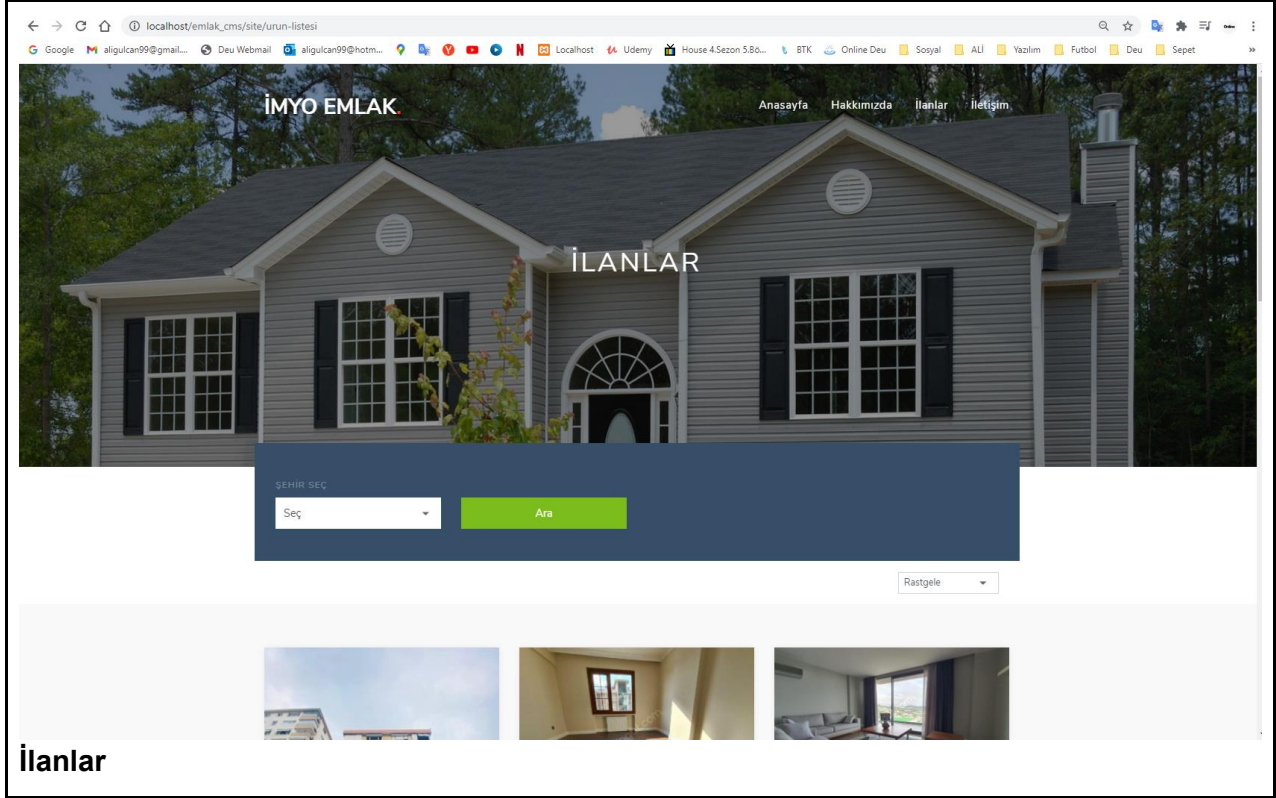 localhost/emlak_cms/site/urun-listesi
Google aligulcan99@gmail.... Deu Webmail aligulcan99@hotm... Localhost Udemy House 4.Sezon 5.Bö... BTK Online Deu Sosyal ALİ Yazılım Futbol Deu Sepet »
İMYO EMLAK.
Anasayfa Hakkımızda İlanlar İletişim
İLANLAR
ŞEHİR SEÇ
Seç
Ara
Rastgele
İlanlar